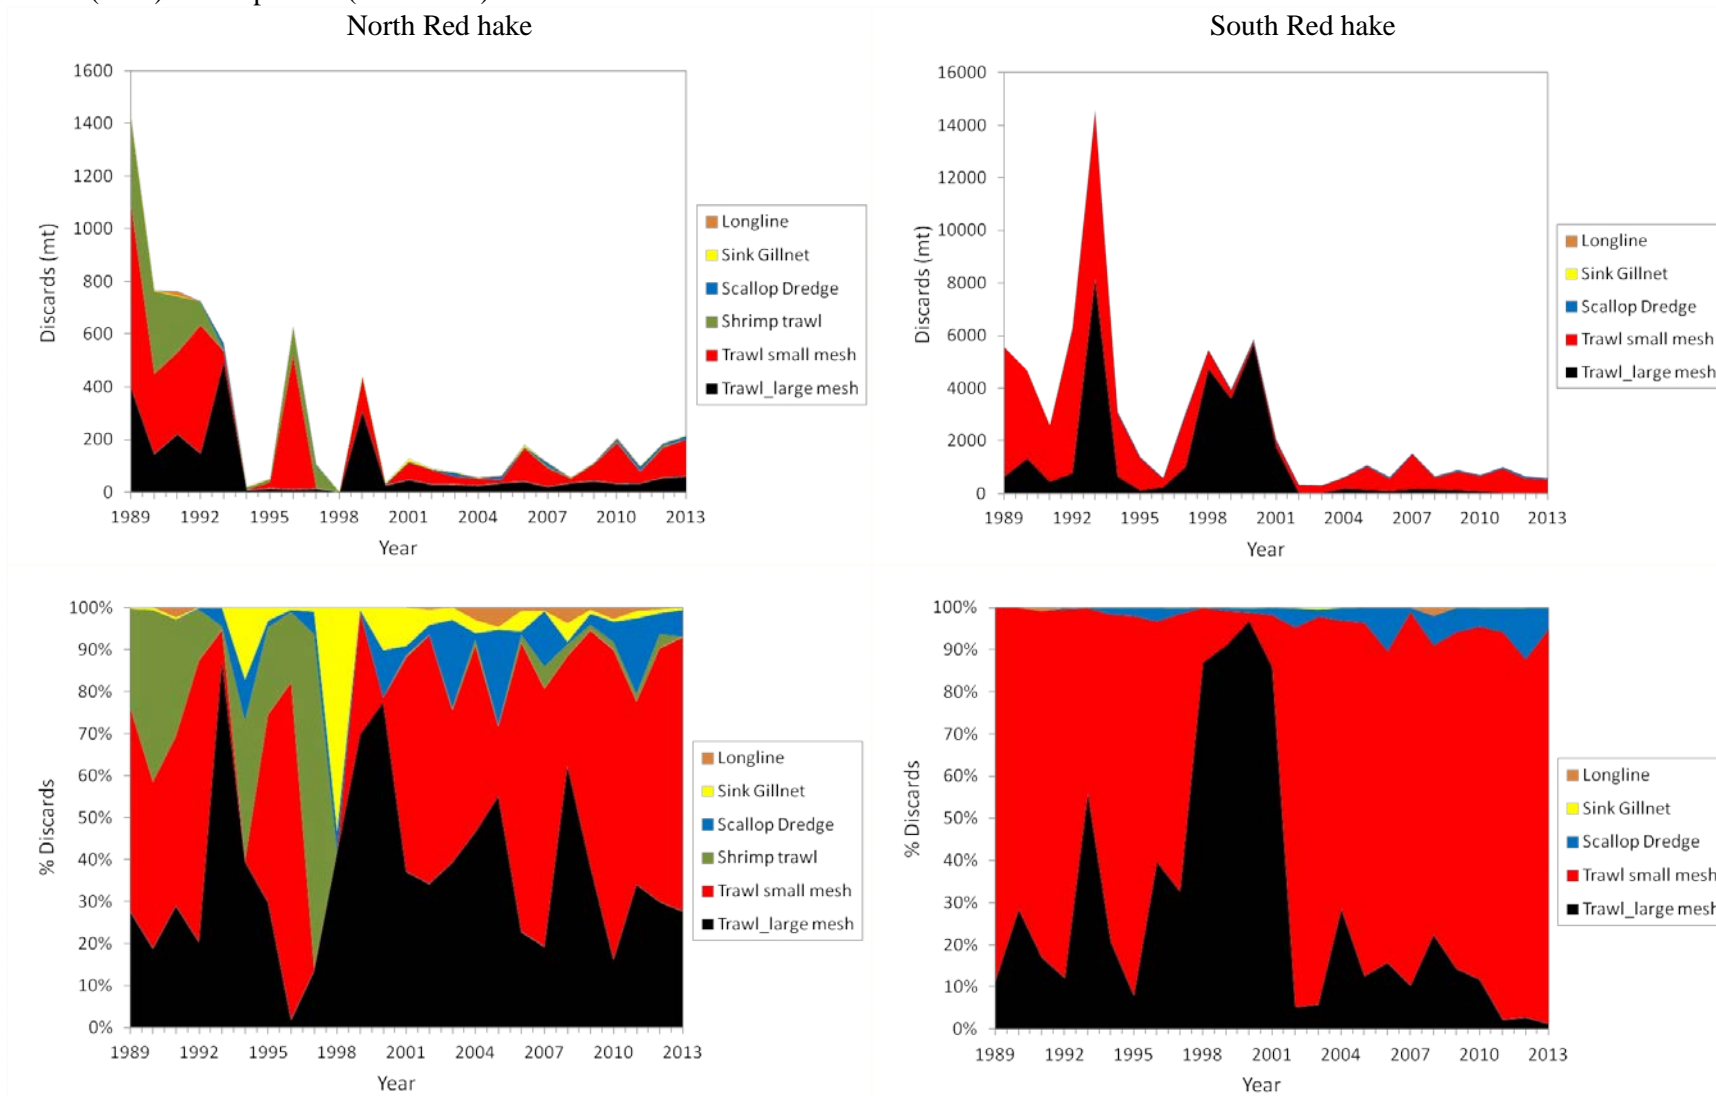 North Red hake
1600
1400
1200
1000
800
600
400
200
0
Discards (mt)
1989 1992 1995 1998 2001 2004 2007 2010 2013
Year
Longline
Sink Gillnet
Scallop Dredge
Shrimp trawl
Trawl small mesh
Trawl_large mesh
South Red hake
16000
14000
12000
10000
8000
6000
4000
2000
0
Discards (mt)
1989 1992 1995 1998 2001 2004 2007 2010 2013
Year
Longline
Sink Gillnet
Scallop Dredge
Trawl small mesh
Trawl_large mesh
100%
90%
80%
70%
60%
50%
40%
30%
20%
10%
0%
% Discards
1989 1992 1995 1998 2001 2004 2007 2010 2013
Year
Longline
Sink Gillnet
Scallop Dredge
Shrimp trawl
Trawl small mesh
Trawl_large mesh
100%
90%
80%
70%
60%
50%
40%
30%
20%
10%
0%
% Discards
1989 1992 1995 1998 2001 2004 2007 2010 2013
Year
Longline
Sink Gillnet
Scallop Dredge
Trawl small mesh
Trawl_large mesh